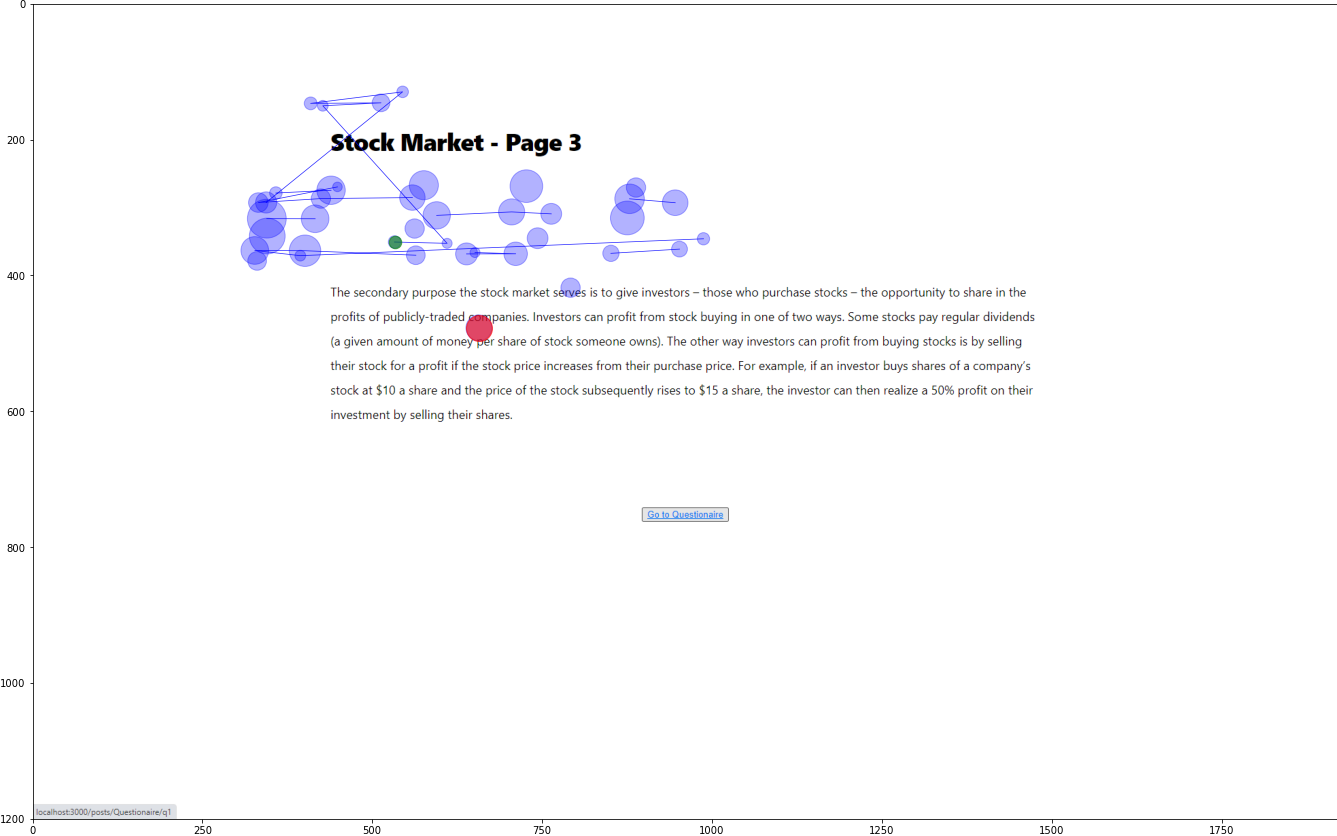 0
200
Stock Market - Page 3
400
The secondary purpose the stock market serves is to give investors – those who purchase stocks – the opportunity to share in the
profits of publicly-traded companies. Investors can profit from stock buying in one of two ways. Some stocks pay regular dividends
(a given amount of money per share of stock someone owns). The other way investors can profit from buying stocks is by selling
their stock for a profit if the stock price increases from their purchase price. For example, if an investor buys shares of a company's
stock at $10 a share and the price of the stock subsequently rises to $15 a share, the investor can then realize a 50% profit on their
600
investment by selling their shares.
Go to Questionaire
800
1000
localhost:3000/posts/Questionaire/q1
1200
0 250 500 750 1000 1250 1500 1750